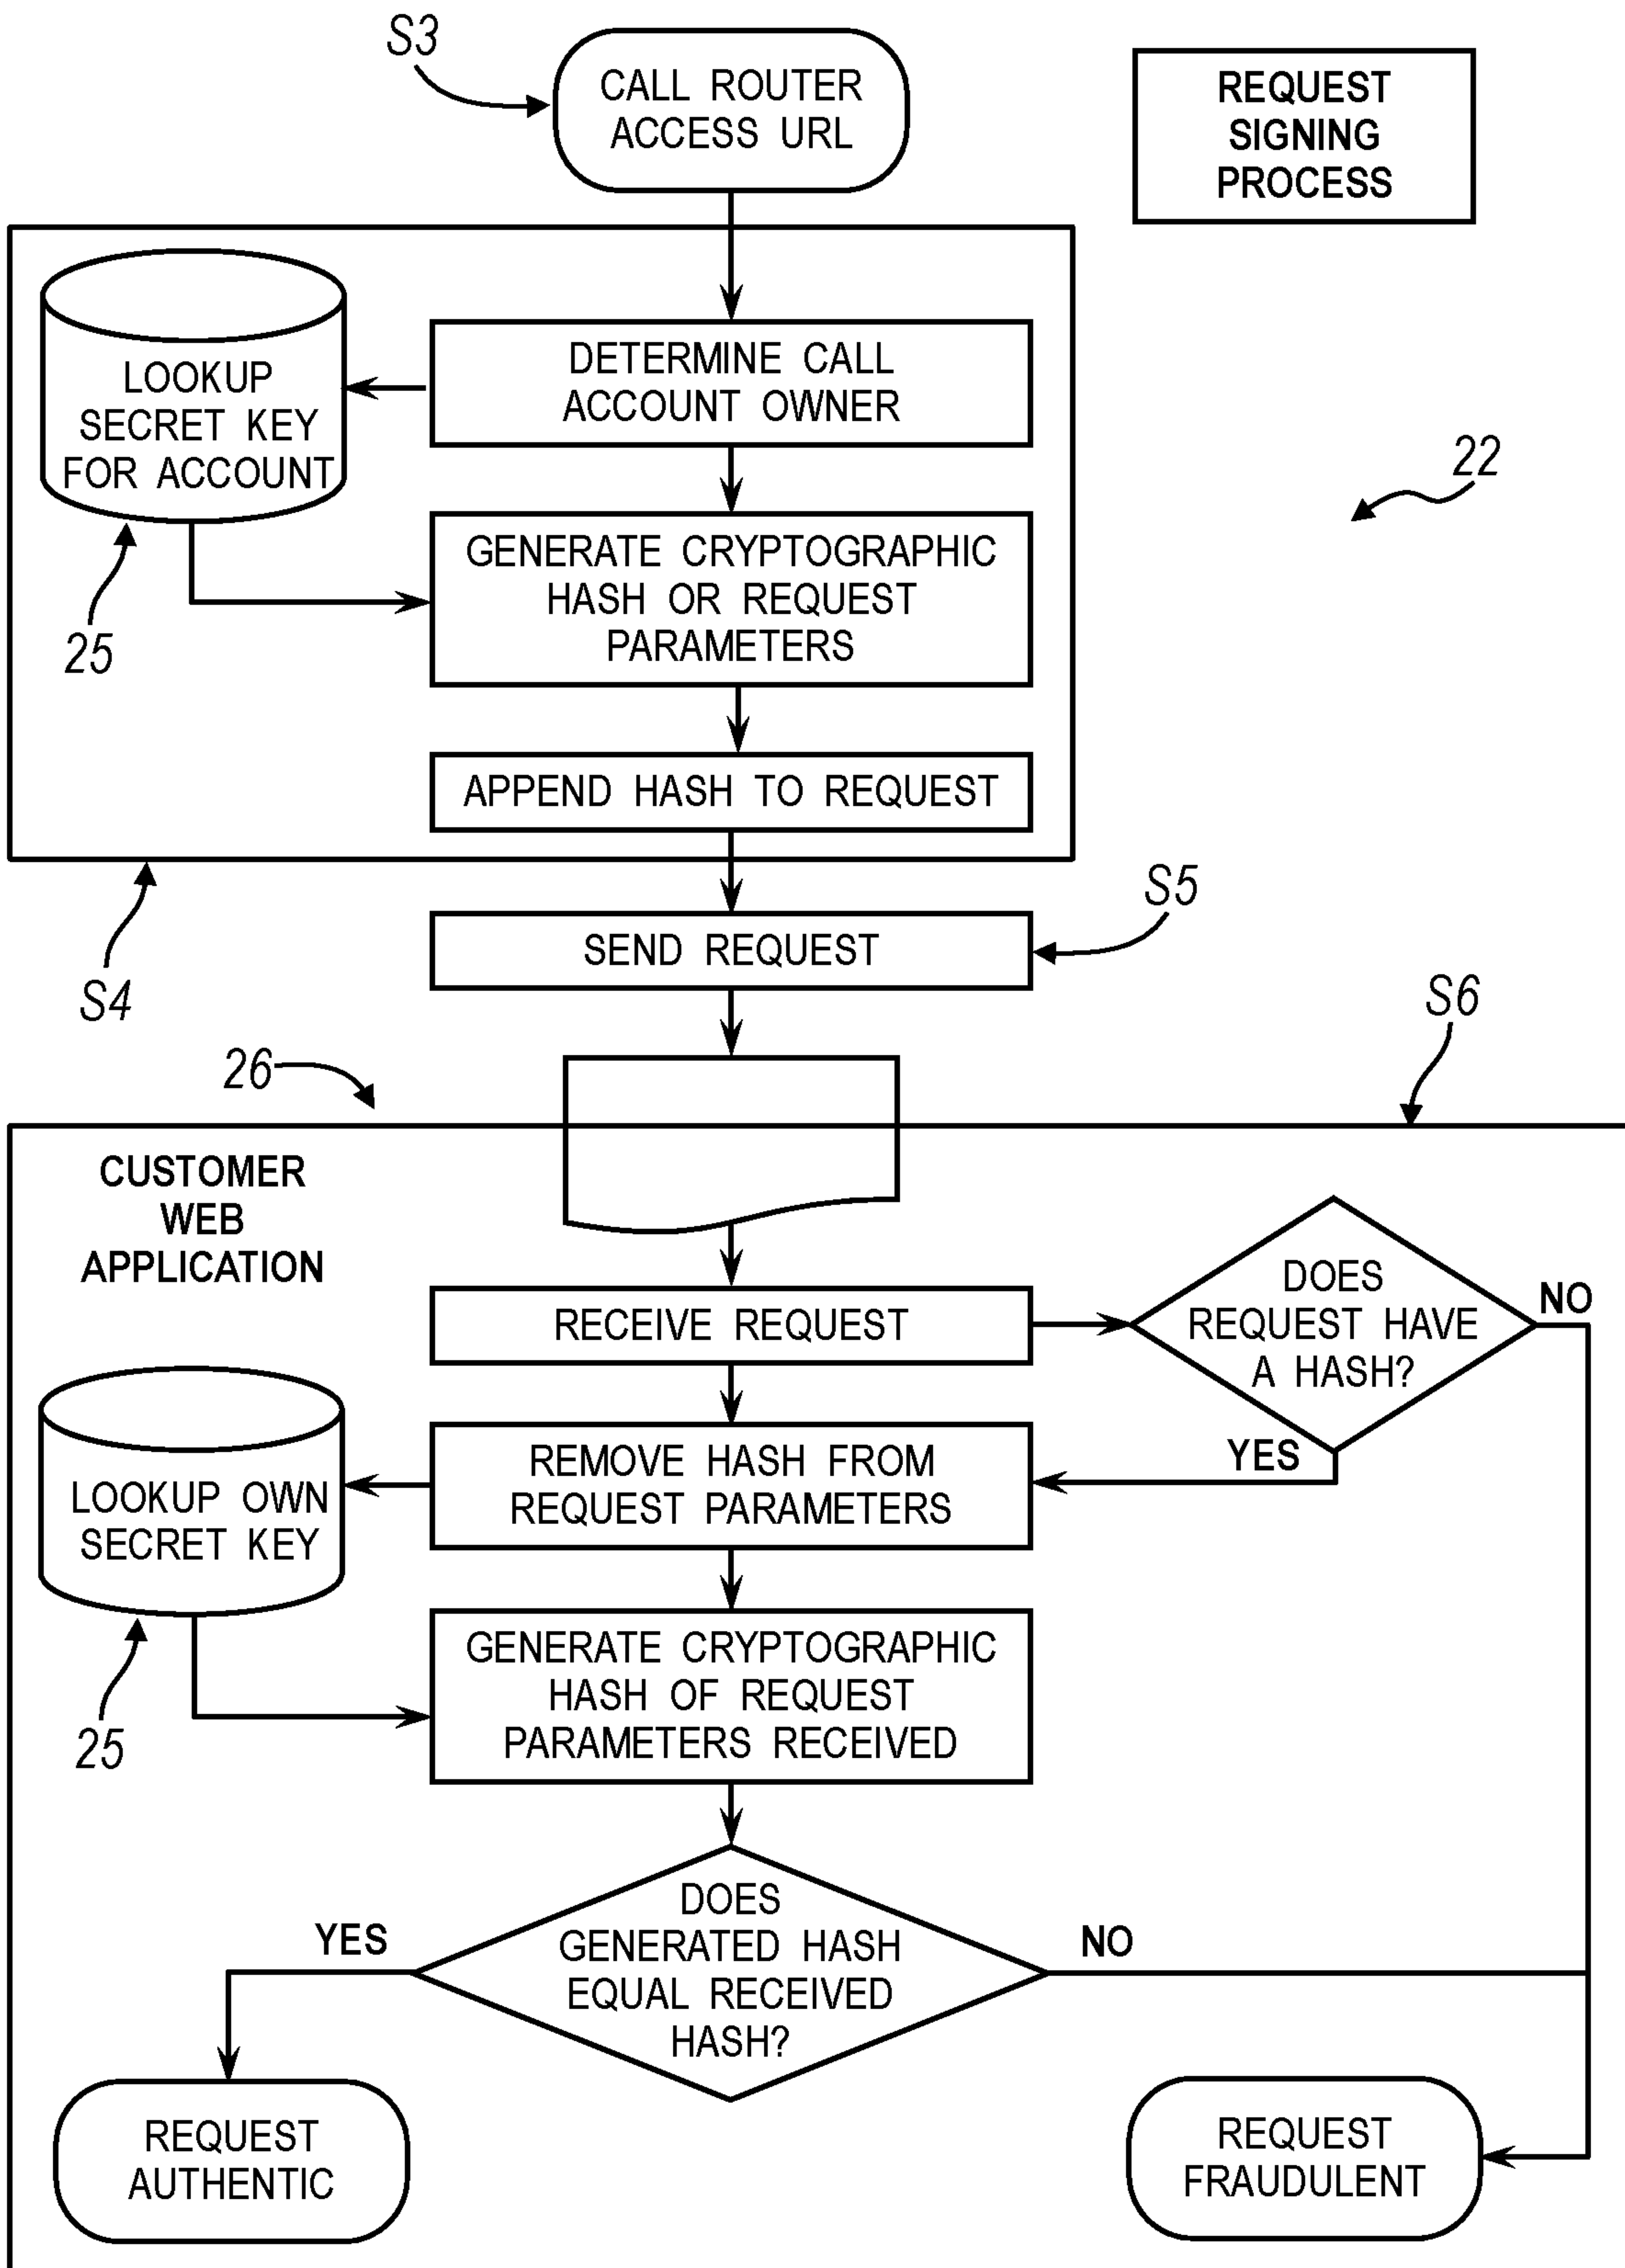 S3
CALL ROUTER
ACCESS URL
REQUEST
SIGNING
PROCESS
LOOKUP
SECRET KEY
FOR ACCOUNT
DETERMINE CALL
ACCOUNT OWNER
22
GENERATE CRYPTOGRAPHIC
HASH OR REQUEST
PARAMETERS
25
APPEND HASH TO REQUEST
S4
S5
SEND REQUEST
26
S6
CUSTOMER
WEB
APPLICATION
RECEIVE REQUEST
DOES
REQUEST HAVE
A HASH?
NO
YES
REMOVE HASH FROM
REQUEST PARAMETERS
LOOKUP OWN
SECRET KEY
25
GENERATE CRYPTOGRAPHIC
HASH OF REQUEST
PARAMETERS RECEIVED
DOES
GENERATED HASH
EQUAL RECEIVED
HASH?
YES
NO
REQUEST
AUTHENTIC
REQUEST
FRAUDULENT